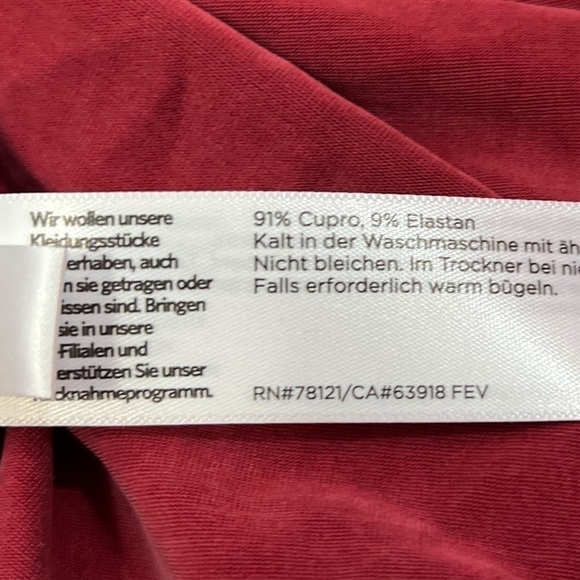 Wir wollen unsere
Kleidungsstücke
erhaben, auch
sie getragen oder
sind. Bringen
sie in unsere
Filialen und
Sie unser
91% Cupro, 9% Elastan
Kalt in der Waschmaschine mit
Nicht bleichen. Im Trockner bei
Falls erforderlich warm bügeln.
RN#78121/CA#63918 FEV